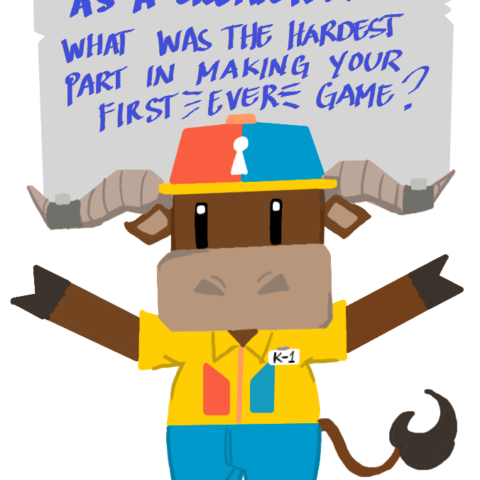 AS A
WHAT WAS THE HARDEST
PART IN MAKING YOUR
FIRST EVER GAME?
K-1